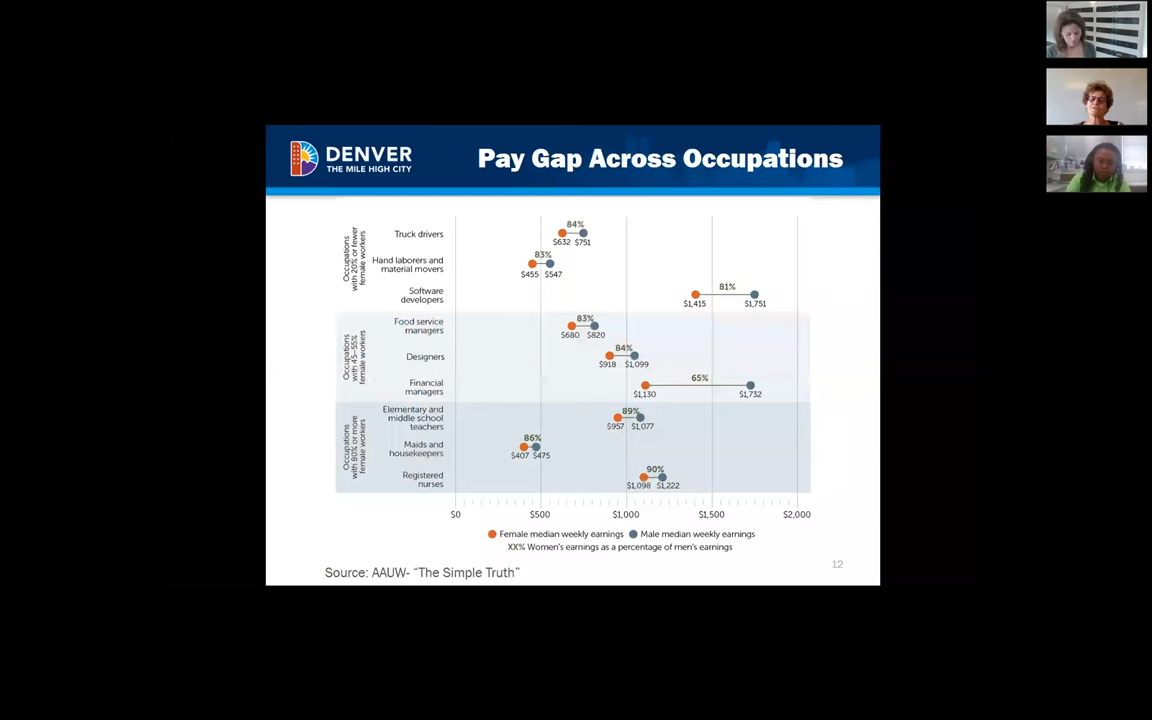 DENVER
THE MILE HIGH CITY
Pay Gap Across Occupations
Occupations
with 20% or fewer
female workers
Truck drivers
84%
$632 $751
Hand laborers and
material movers
83%
$455 $547
Software
developers
81%
$1,415 $1,751
Occupations
with 45–55%
female workers
Food service
managers
83%
$680 $820
Designers
84%
$918 $1,099
Financial
managers
65%
$1,130 $1,732
Occupations
with 80% or more
female workers
Elementary and
middle school
teachers
89%
$957 $1,077
Maids and
housekeepers
86%
$407 $475
Registered
nurses
90%
$1,098 $1,222
$0 $500 $1,000 $1,500 $2,000
Female median weekly earnings Male median weekly earnings
XX% Women's earnings as a percentage of men's earnings
Source: AAUW- “The Simple Truth”
12